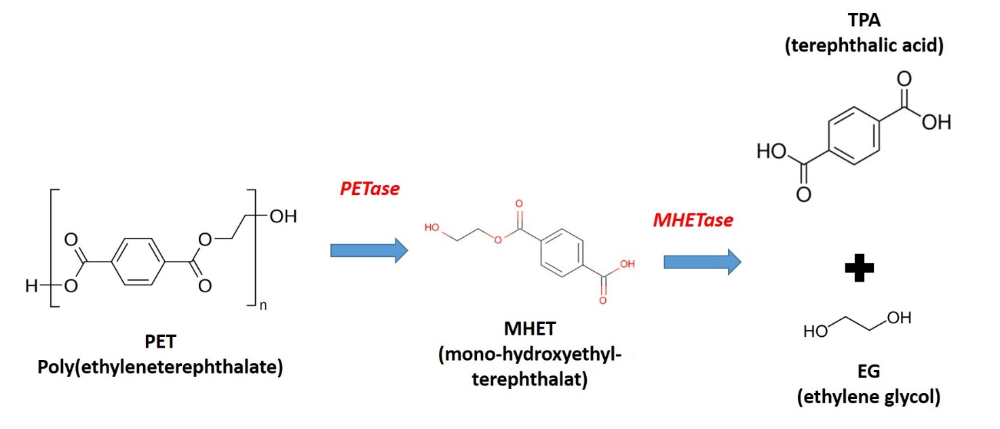 TPA
(terephthalic acid)
O
OH
HO
O
PETase
MHETase
OH
O
O
H
O
O
n
O
HO
O
OH
O
HO
OH
PET
Poly(ethyleneterephthalate)
MHET
(mono-hydroxyethyl-
terephthalat)
EG
(ethylene glycol)